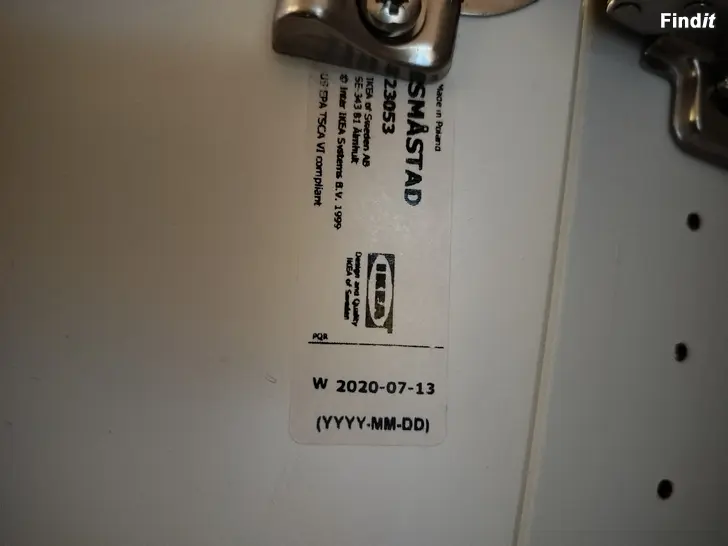 Findit
Made in Poland
SMÅSTAD
23053
IKEA of Sweden AB
SE-343 81 Älmhult
© Inter IKEA Systems B.V. 1999
US EPA TSCA VI compliant
IKEA
Design and Quality
IKEA of Sweden
PQR
W 2020-07-13
(YYYY-MM-DD)